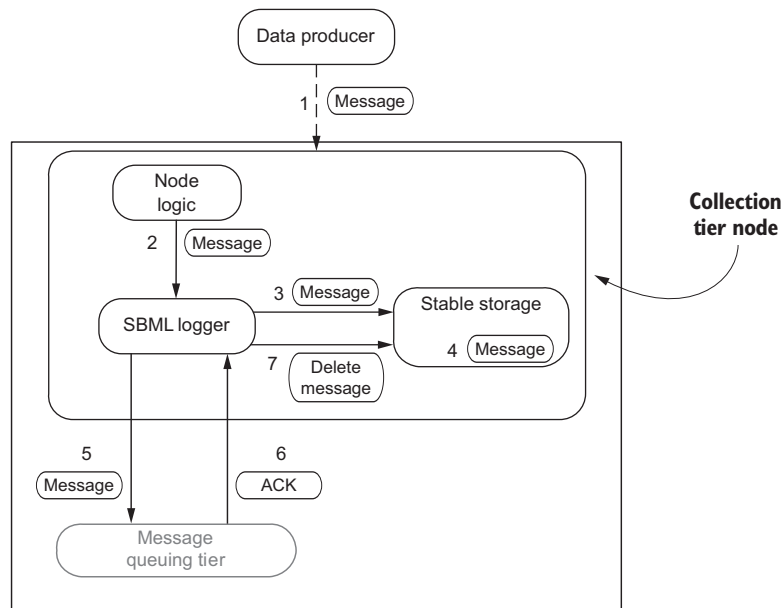 Data producer
1
Message
Node
logic
Collection
tier node
2
Message
3
Message
Stable storage
SBML logger
4
Message
7
Delete
message
5
6
Message
ACK
Message
queuing tier